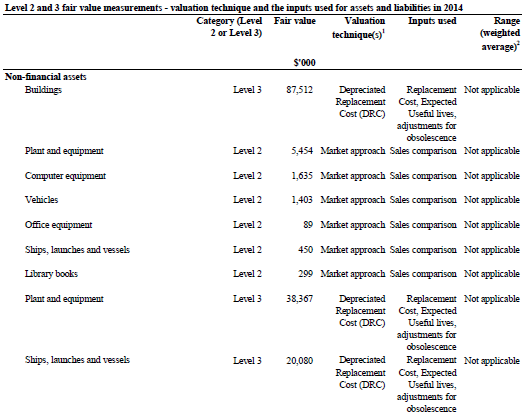 Level 2 and 3 fair value measurements - valuation technique and the inputs used for assets and liabilities in 2014
Category (Level 2 or Level 3) Fair value Valuation technique(s)1 Inputs used Range (weighted average)2
$'000
Non-financial assets
Buildings Level 3 87,512 Depreciated Replacement Not applicable
Replacement Cost, Expected
Cost (DRC) Useful lives,
adjustments for
obsolescence
Plant and equipment Level 2 5,454 Market approach Sales comparison Not applicable
Computer equipment Level 2 1,635 Market approach Sales comparison Not applicable
Vehicles Level 2 1,403 Market approach Sales comparison Not applicable
Office equipment Level 2 89 Market approach Sales comparison Not applicable
Ships, launches and vessels Level 2 450 Market approach Sales comparison Not applicable
Library books Level 2 299 Market approach Sales comparison Not applicable
Plant and equipment Level 3 38,367 Depreciated Replacement Not applicable
Replacement Cost, Expected
Cost (DRC) Useful lives,
adjustments for
obsolescence
Ships, launches and vessels Level 3 20,080 Depreciated Replacement Not applicable
Replacement Cost, Expected
Cost (DRC) Useful lives,
adjustments for
obsolescence